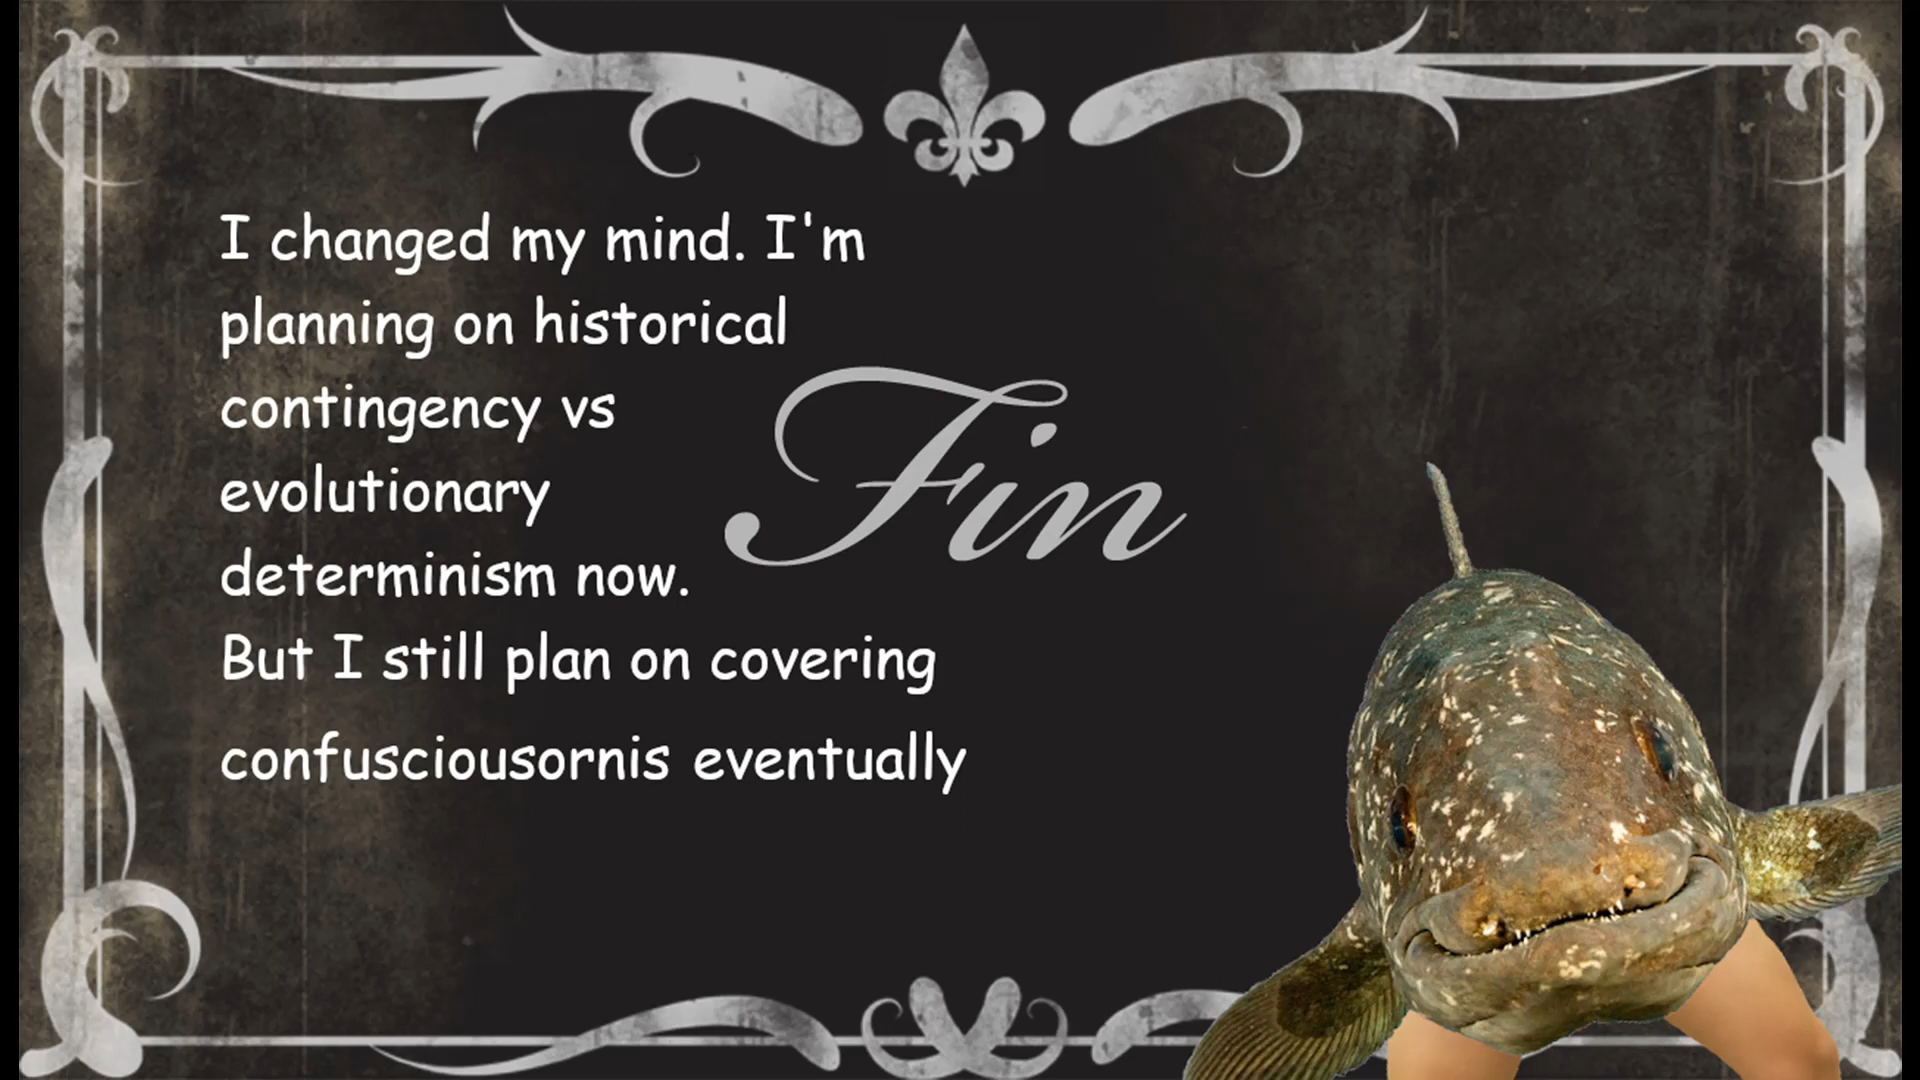 I changed my mind. I'm
planning on historical
contingency vs
evolutionary
determinism now.
But I still plan on covering
confusciousornis eventually
Fin